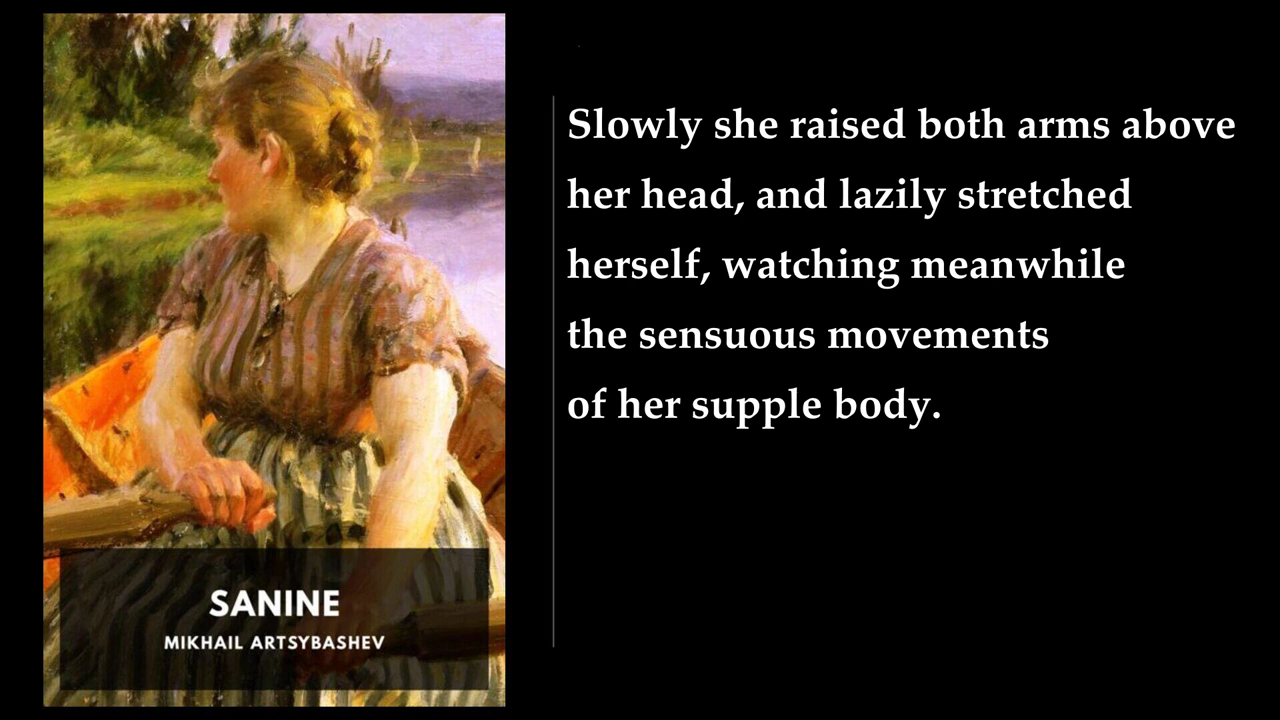 Slowly she raised both arms above
her head, and lazily stretched
herself, watching meanwhile
the sensuous movements
of her supple body.
SANINE
MIKHAIL ARTSYBASHEV